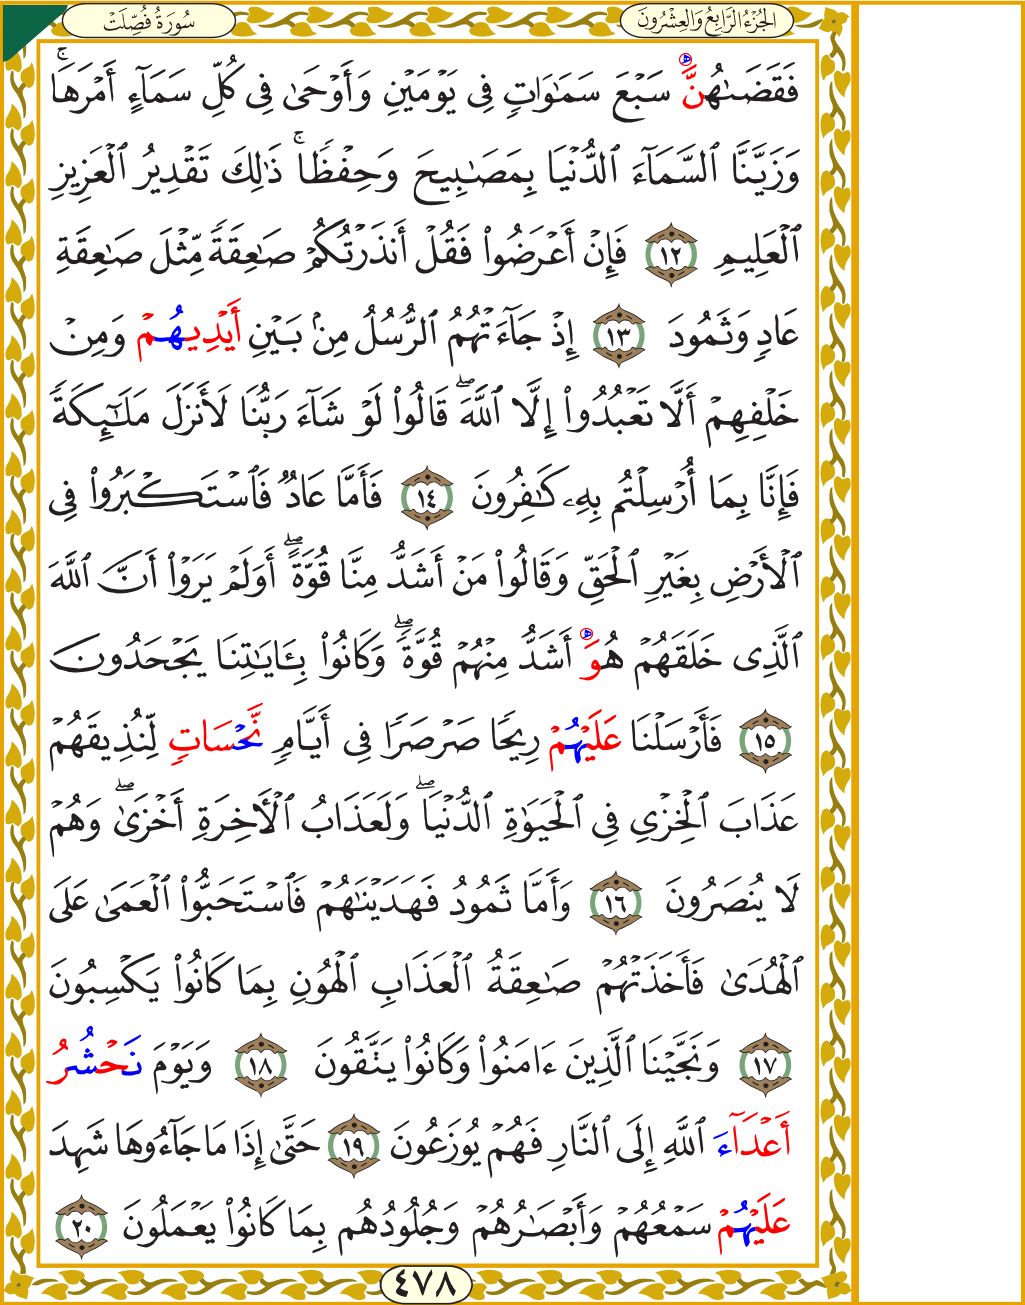 الجُزْءُ الرَّابِعُ وَالعِشْرُونَ
سُورَةُ فُصِّلَتْ
فَقَضَىٰهُنَّ سَبْعَ سَمَٰوَاتٖ فِي يَوْمَيْنِ وَأَوْحَىٰ فِي كُلِّ سَمَآءٍ أَمْرَهَاۚ
وَزَيَّنَّا ٱلسَّمَآءَ ٱلدُّنْيَا بِمَصَٰبِيحَ وَحِفْظٗاۚ ذَٰلِكَ تَقْدِيرُ ٱلْعَزِيزِ
ٱلْعَلِيمِ ١٢ فَإِنْ أَعْرَضُوا۟ فَقُلْ أَنذَرْتُكُمْ صَٰعِقَةٗ مِّثْلَ صَٰعِقَةِ
عَادٖ وَثَمُودَ ١٣ إِذْ جَآءَتْهُمُ ٱلرُّسُلُ مِنۢ بَيْنِ أَيْدِيهُمْ وَمِنْ
خَلْفِهِمْ أَلَّا تَعْبُدُوا۟ إِلَّا ٱللَّهَۖ قَالُوا۟ لَوْ شَآءَ رَبُّنَا لَأَنزَلَ مَلَٰٓئِكَةٗ
فَإِنَّا بِمَا أُرْسِلْتُم بِهِۦ كَٰفِرُونَ ١٤ فَأَمَّا عَادٞ فَٱسْتَكْبَرُوا۟ فِي
ٱلْأَرْضِ بِغَيْرِ ٱلْحَقِّ وَقَالُوا۟ مَنْ أَشَدُّ مِنَّا قُوَّةًۖ أَوَلَمْ يَرَوْا۟ أَنَّ ٱللَّهَ
ٱلَّذِي خَلَقَهُمْ هُوَ أَشَدُّ مِنْهُمْ قُوَّةٗۖ وَكَانُوا۟ بِـَٔايَٰتِنَا يَجْحَدُونَ
١٥ فَأَرْسَلْنَا عَلَيْهُمْ رِيحٗا صَرْصَرٗا فِي أَيَّامٖ نَّحْسَاتٖ لِّنُذِيقَهُمْ
عَذَابَ ٱلْخِزْيِ فِي ٱلْحَيَوٰةِ ٱلدُّنْيَاۖ وَلَعَذَابُ ٱلْأَخِرَةِ أَخْزَىٰۖ وَهُمْ
لَا يُنصَرُونَ ١٦ وَأَمَّا ثَمُودُ فَهَدَيْنَٰهُمْ فَٱسْتَحَبُّوا۟ ٱلْعَمَىٰ عَلَى
ٱلْهُدَىٰ فَأَخَذَتْهُمْ صَٰعِقَةُ ٱلْعَذَابِ ٱلْهُونِ بِمَا كَانُوا۟ يَكْسِبُونَ
١٧ وَنَجَّيْنَا ٱلَّذِينَ ءَامَنُوا۟ وَكَانُوا۟ يَتَّقُونَ ١٨ وَيَوْمَ نَحْشُرُ
أَعْدَآءَ ٱللَّهِ إِلَى ٱلنَّارِ فَهُمْ يُوزَعُونَ ١٩ حَتَّىٰ إِذَا مَا جَآءُوهَا شَهِدَ
عَلَيْهُمْ سَمْعُهُمْ وَأَبْصَٰرُهُمْ وَجُلُودُهُم بِمَا كَانُوا۟ يَعْمَلُونَ ٢٠
٤٧٨